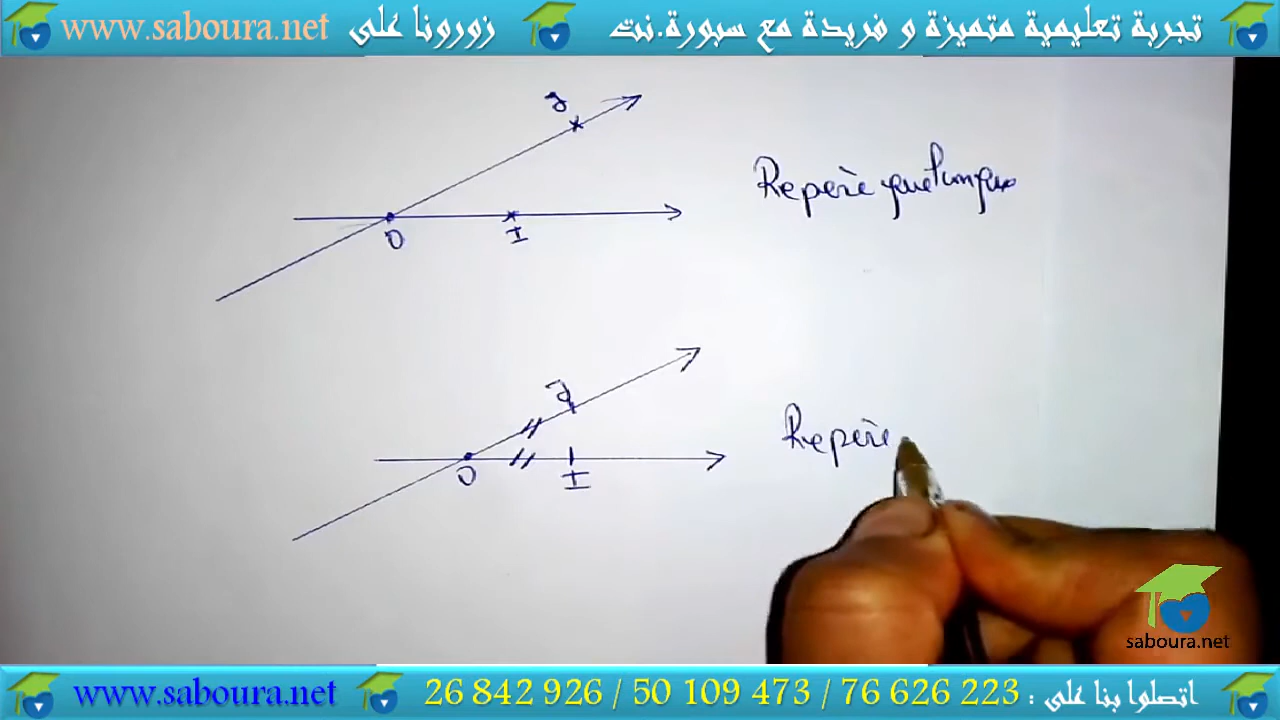 www.saboura.net زورونا على تجربة تعليمية متميزة و فريدة مع سبورة.نت
J
Repère quelconque
O I
J
Repère
O I
saboura.net
www.saboura.net 26 842 926 / 50 109 473 / 76 626 223 : اتصلوا بنا على